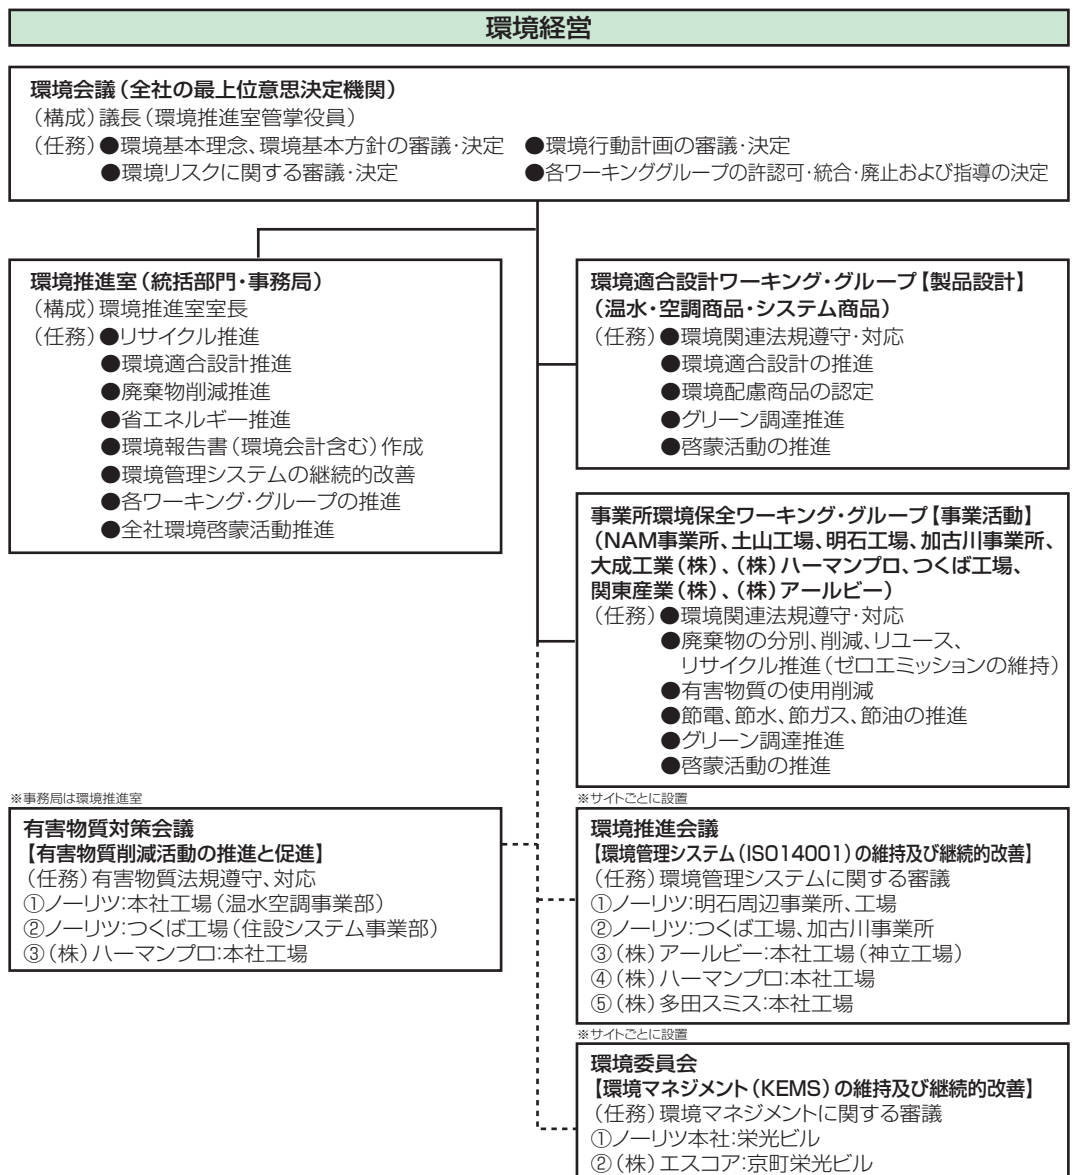 環境経営
環境会議（全社の最上位意思決定機関）
（構成）議長（環境推進室管掌役員）
（任務）●環境基本理念、環境基本方針の審議・決定　●環境行動計画の審議・決定
●環境リスクに関する審議・決定　●各ワーキンググループの許認可・統合・廃止および指導の決定
環境推進室（統括部門・事務局）
（構成）環境推進室室長
（任務）●リサイクル推進
●環境適合設計推進
●廃棄物削減推進
●省エネルギー推進
●環境報告書（環境会計含む）作成
●環境管理システムの継続的改善
●各ワーキング・グループの推進
●全社環境啓蒙活動推進
環境適合設計ワーキング・グループ【製品設計】
（温水・空調商品・システム商品）
（任務）●環境関連法規遵守・対応
●環境適合設計の推進
●環境配慮商品の認定
●グリーン調達推進
●啓蒙活動の推進
事業所環境保全ワーキング・グループ【事業活動】
（NAM事業所、土山工場、明石工場、加古川事業所、
大成工業（株）、（株）ハーマンプロ、つくば工場、
関東産業（株）、（株）アールビー）
（任務）●環境関連法規遵守・対応
●廃棄物の分別、削減、リユース、
リサイクル推進（ゼロエミッションの維持）
●有害物質の使用削減
●節電、節水、節ガス、節油の推進
●グリーン調達推進
●啓蒙活動の推進
※事務局は環境推進室
有害物質対策会議
【有害物質削減活動の推進と促進】
（任務）有害物質法規遵守、対応
①ノーリツ：本社工場（温水空調事業部）
②ノーリツ：つくば工場（住設システム事業部）
③（株）ハーマンプロ：本社工場
※サイトごとに設置
環境推進会議
【環境管理システム（ISO14001）の維持及び継続的改善】
（任務）環境管理システムに関する審議
①ノーリツ：明石周辺事業所、工場
②ノーリツ：つくば工場、加古川事業所
③（株）アールビー：本社工場（神立工場）
④（株）ハーマンプロ：本社工場
⑤（株）多田スミス：本社工場
※サイトごとに設置
環境委員会
【環境マネジメント（KEMS）の維持及び継続的改善】
（任務）環境マネジメントに関する審議
①ノーリツ本社：栄光ビル
②（株）エスコア：京町栄光ビル